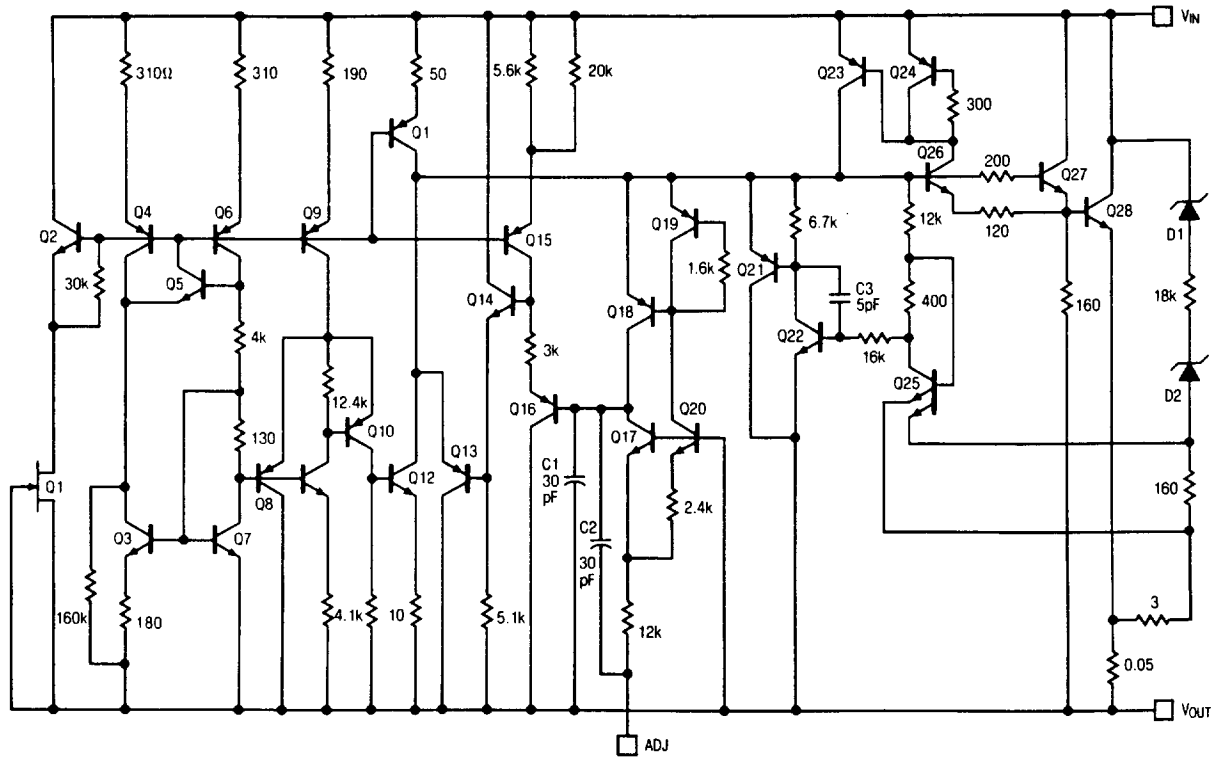 VIN
310Ω
310
190
50
5.6k
20k
Q23
Q24
300
Q1
Q26
200
Q27
Q2
Q4
Q6
Q9
Q15
Q19
6.7k
12k
120
Q28
D1
30k
Q5
Q14
1.6k
Q21
C3
5pF
400
160
18k
Q18
Q22
16k
4k
3k
Q25
D2
12.4k
Q16
Q20
Q17
130
Q10
Q13
C1
30
pF
160
Q1
Q8
Q12
2.4k
Q3
Q7
C2
30
pF
160k
180
4.1k
10
5.1k
12k
3
0.05
VOUT
ADJ